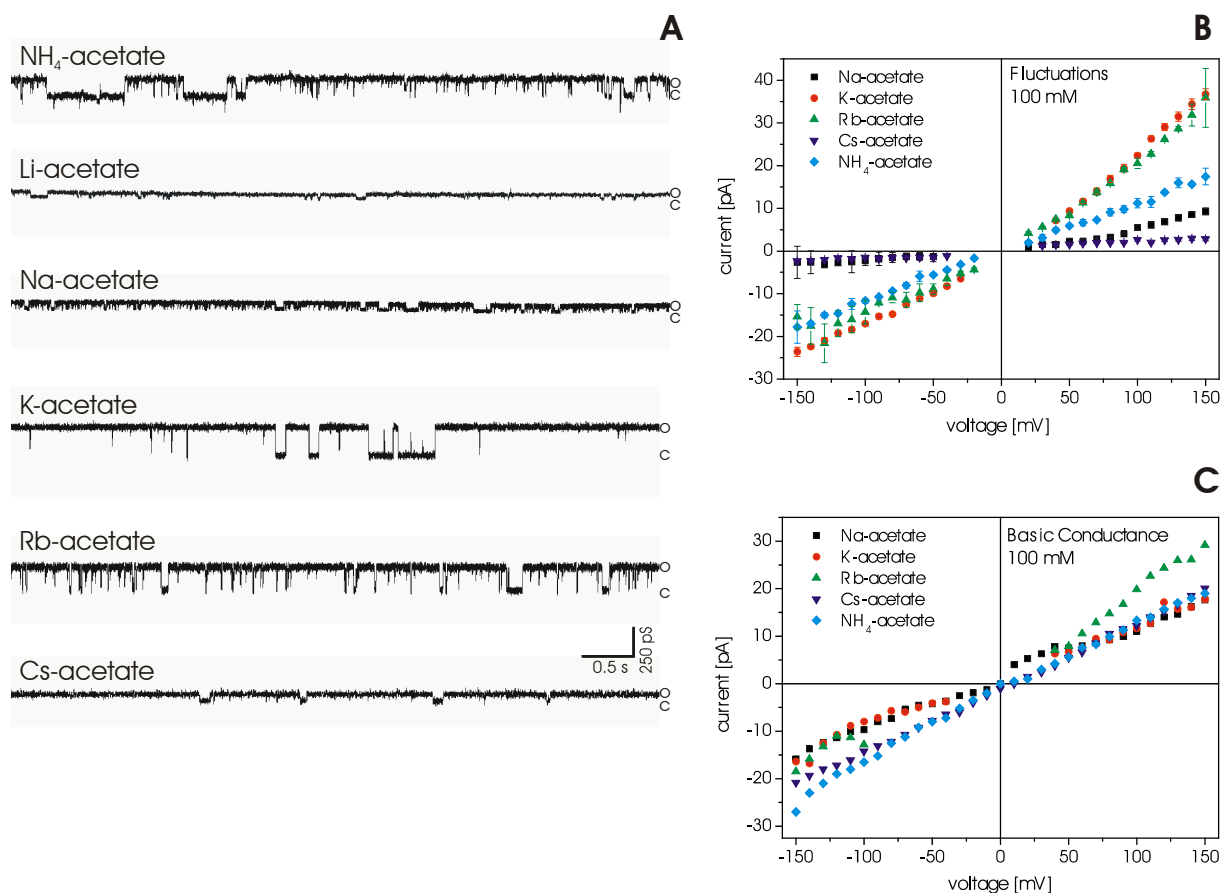 A
NH4-acetate
O
C
Li-acetate
O
C
Na-acetate
O
C
K-acetate
O
C
Rb-acetate
O
C
0.5 s
250 pS
Cs-acetate
O
C
B
Na-acetate
K-acetate
Rb-acetate
Cs-acetate
NH4-acetate
Fluctuations
100 mM
current [pA]
40
30
20
10
0
-10
-20
-30
-150
-100
-50
0
50
100
150
voltage [mV]
C
Na-acetate
K-acetate
Rb-acetate
Cs-acetate
NH4-acetate
Basic Conductance
100 mM
current [pA]
30
20
10
0
-10
-20
-30
-150
-100
-50
0
50
100
150
voltage [mV]